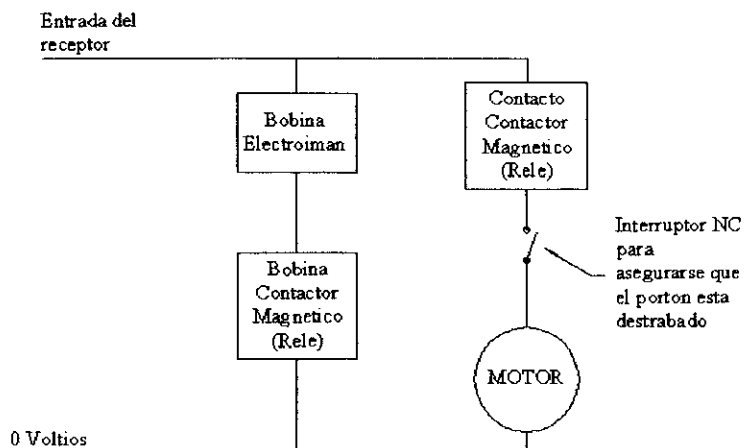 Entrada del
receptor
Bobina
Electroiman
Contacto
Contactor
Magnetico
(Rele)
Interruptor NC
para
asegurarse que
el porton esta
destrabado
Bobina
Contactor
Magnetico
(Rele)
MOTOR
0 Voltios